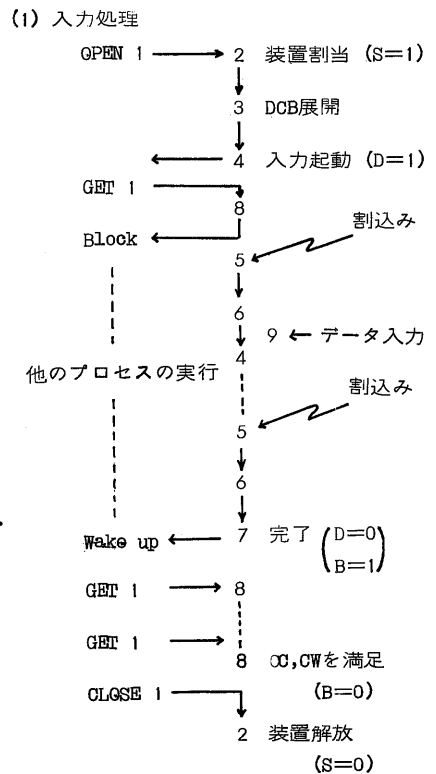 (1) 入力処理
OPEN 1 2 装置割当 (S=1)
3 DCB展開
4 入力起動 (D=1)
GET 1
8
割込み
Block
5
6
9 ← データ入力
4
他のプロセスの実行
割込み
5
6
Wake up 7 完了 (D=0
B=1)
GET 1 8
GET 1
8 CC,CWを満足
(B=0)
CLOSE 1
2 装置解放
(S=0)